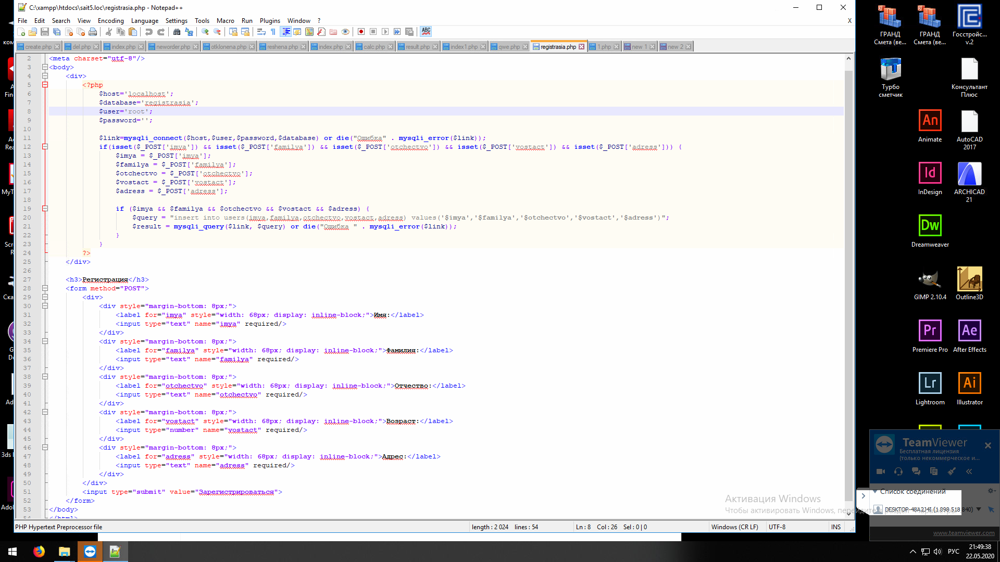 C:\xampp\htdocs\sait5.loc\registrasia.php - Notepad++
File Edit Search View Encoding Language Settings Tools Macro Run Plugins Window ? X
create.php del.php index.php neworder.php otklonena.php reshena.php index.php calc.php result.php index1.php qwe.php registrasia.php 1.php new 1 new 2
2 <meta charset="utf-8"/>
3 <body>
4 <div>
5 <?php
6 $host='localhost';
7 $database='registrasia';
8 $user='root';
9 $password='';
10
11 $link=mysqli_connect($host,$user,$password,$database) or die("Ошибка" . mysqli_error($link));
12 if(isset($_POST['imya']) && isset($_POST['familya']) && isset($_POST['otchectvo']) && isset($_POST['vostact']) && isset($_POST['adress'])) {
13 $imya = $_POST['imya'];
14 $familya = $_POST['familya'];
15 $otchectvo = $_POST['otchectvo'];
16 $vostact = $_POST['vostact'];
17 $adress = $_POST['adress'];
18
19 if ($imya && $familya && $otchectvo && $vostact && $adress) {
20 $query = "insert into users(imya,familya,otchectvo,vostact,adress) values('$imya','$familya','$otchectvo','$vostact','$adress')";
21 $result = mysqli_query($link, $query) or die("Ошибка " . mysqli_error($link));
22 }
23 }
24 ?>
25 </div>
26
27 <h3>Регистрация</h3>
28 <form method="POST">
29 <div>
30 <div style="margin-bottom: 8px;">
31 <label for="imya" style="width: 68px; display: inline-block;">Имя:</label>
32 <input type="text" name="imya" required/>
33 </div>
34 <div style="margin-bottom: 8px;">
35 <label for="familya" style="width: 68px; display: inline-block;">Фамилия:</label>
36 <input type="text" name="familya" required/>
37 </div>
38 <div style="margin-bottom: 8px;">
39 <label for="otchectvo" style="width: 68px; display: inline-block;">Отчество:</label>
40 <input type="text" name="otchectvo" required/>
41 </div>
42 <div style="margin-bottom: 8px;">
43 <label for="vostact" style="width: 68px; display: inline-block;">Возраст:</label>
44 <input type="number" name="vostact" required/>
45 </div>
46 <div style="margin-bottom: 8px;">
47 <label for="adress" style="width: 68px; display: inline-block;">Адрес:</label>
48 <input type="text" name="adress" required/>
49 </div>
50 </div>
51 <input type="submit" value="Зарегистрироваться">
52 </form>
53 </body>
54 </html>
PHP Hypertext Preprocessor file length : 2 024 lines : 54 Ln : 8 Col : 26 Sel : 0 | 0 Windows (CR LF) UTF-8 INS
ГРАНД Смета (ве...
ГРАНД Смета (ве...
Госстройс... v.2
Турбо сметчик
Консультант Плюс
An
Animate
AutoCAD 2017
Id
InDesign
ARCHICAD 21
Dw
Dreamweaver
GIMP 2.10.4
Outline3D
Pr
Premiere Pro
Ae
After Effects
Lr
Lightroom
Ai
Illustrator
TeamViewer
Бесплатная лицензия
(только некоммерческое и...
Список соединений
DESKTOP-48A2J4I (1 898 518 840)
www.teamviewer.com
Активация Windows
Чтобы активировать Windows, перейдите в раздел "Параметры".
РУС
21:49:38
22.05.2020